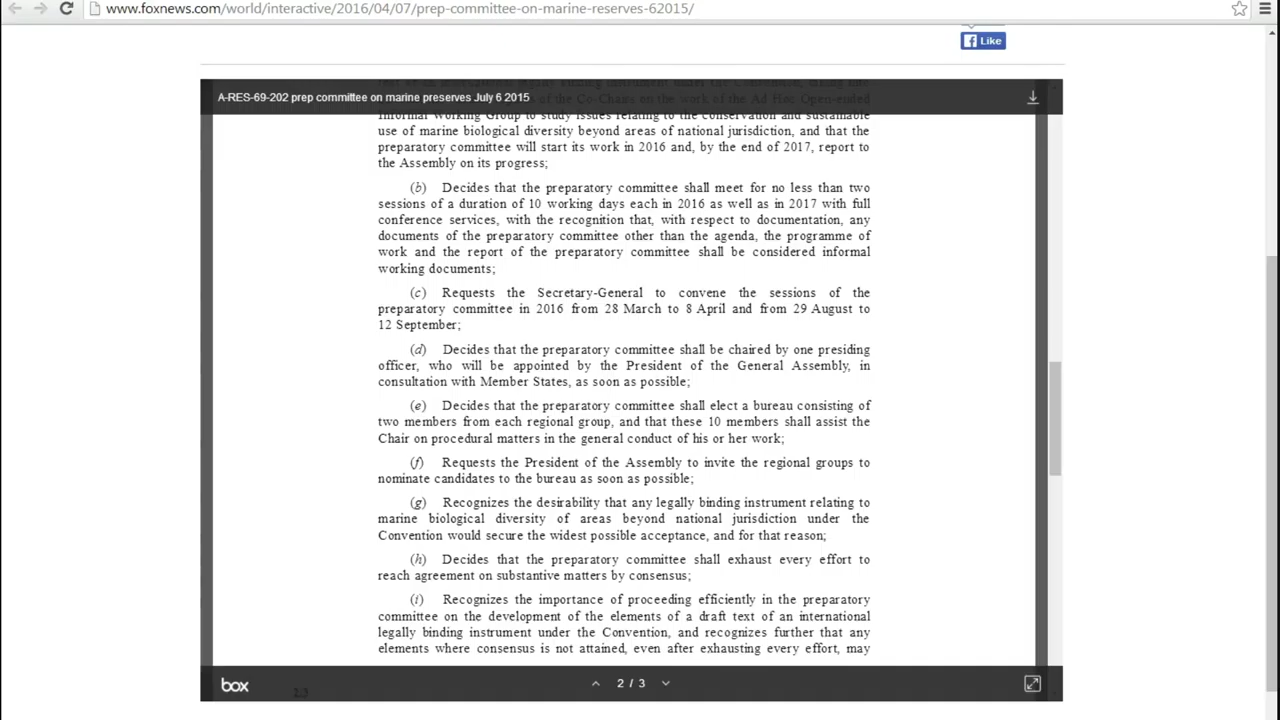 www.foxnews.com/world/interactive/2016/04/07/prep-committee-on-marine-reserves-62015/
Like
A-RES-69-202 prep committee on marine preserves July 6 2015
of the Co-Chairs on the work of the Ad Hoc Open-ended
Informal Working Group to study issues relating to the conservation and sustainable
use of marine biological diversity beyond areas of national jurisdiction, and that the
preparatory committee will start its work in 2016 and, by the end of 2017, report to
the Assembly on its progress;
(b) Decides that the preparatory committee shall meet for no less than two
sessions of a duration of 10 working days each in 2016 as well as in 2017 with full
conference services, with the recognition that, with respect to documentation, any
documents of the preparatory committee other than the agenda, the programme of
work and the report of the preparatory committee shall be considered informal
working documents;
(c) Requests the Secretary-General to convene the sessions of the
preparatory committee in 2016 from 28 March to 8 April and from 29 August to
12 September;
(d) Decides that the preparatory committee shall be chaired by one presiding
officer, who will be appointed by the President of the General Assembly, in
consultation with Member States, as soon as possible;
(e) Decides that the preparatory committee shall elect a bureau consisting of
two members from each regional group, and that these 10 members shall assist the
Chair on procedural matters in the general conduct of his or her work;
(f) Requests the President of the Assembly to invite the regional groups to
nominate candidates to the bureau as soon as possible;
(g) Recognizes the desirability that any legally binding instrument relating to
marine biological diversity of areas beyond national jurisdiction under the
Convention would secure the widest possible acceptance, and for that reason;
(h) Decides that the preparatory committee shall exhaust every effort to
reach agreement on substantive matters by consensus;
(i) Recognizes the importance of proceeding efficiently in the preparatory
committee on the development of the elements of a draft text of an international
legally binding instrument under the Convention, and recognizes further that any
elements where consensus is not attained, even after exhausting every effort, may
box
2 / 3